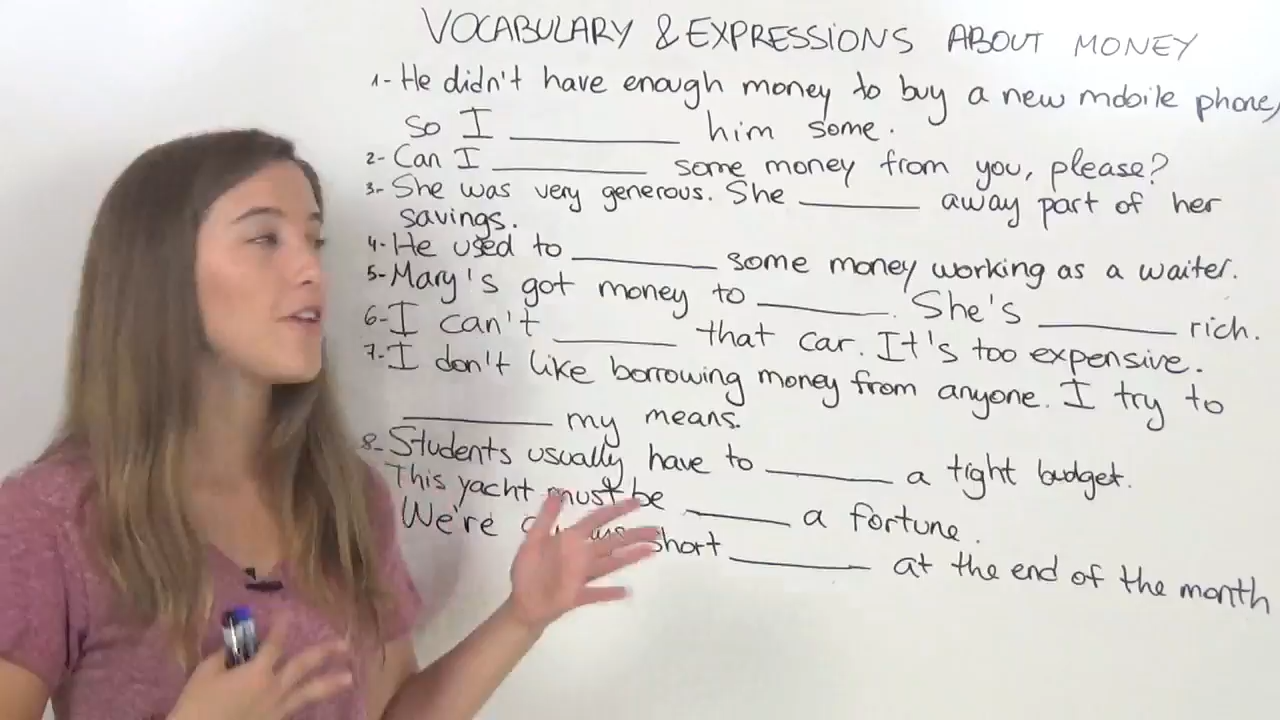 VOCABULARY & EXPRESSIONS ABOUT MONEY
1- He didn't have enough money to buy a new mobile phone,
so I __________ him some.
2- Can I __________ some money from you, please?
3- She was very generous. She ________ away part of her
savings.
4- He used to __________ some money working as a waiter.
5- Mary's got money to _________. She's _________ rich.
6- I can't ________ that car. It's too expensive.
7- I don't like borrowing money from anyone. I try to
__________ my means.
8- Students usually have to ________ a tight budget.
This yacht must be _______ a fortune.
We're short _________ at the end of the month